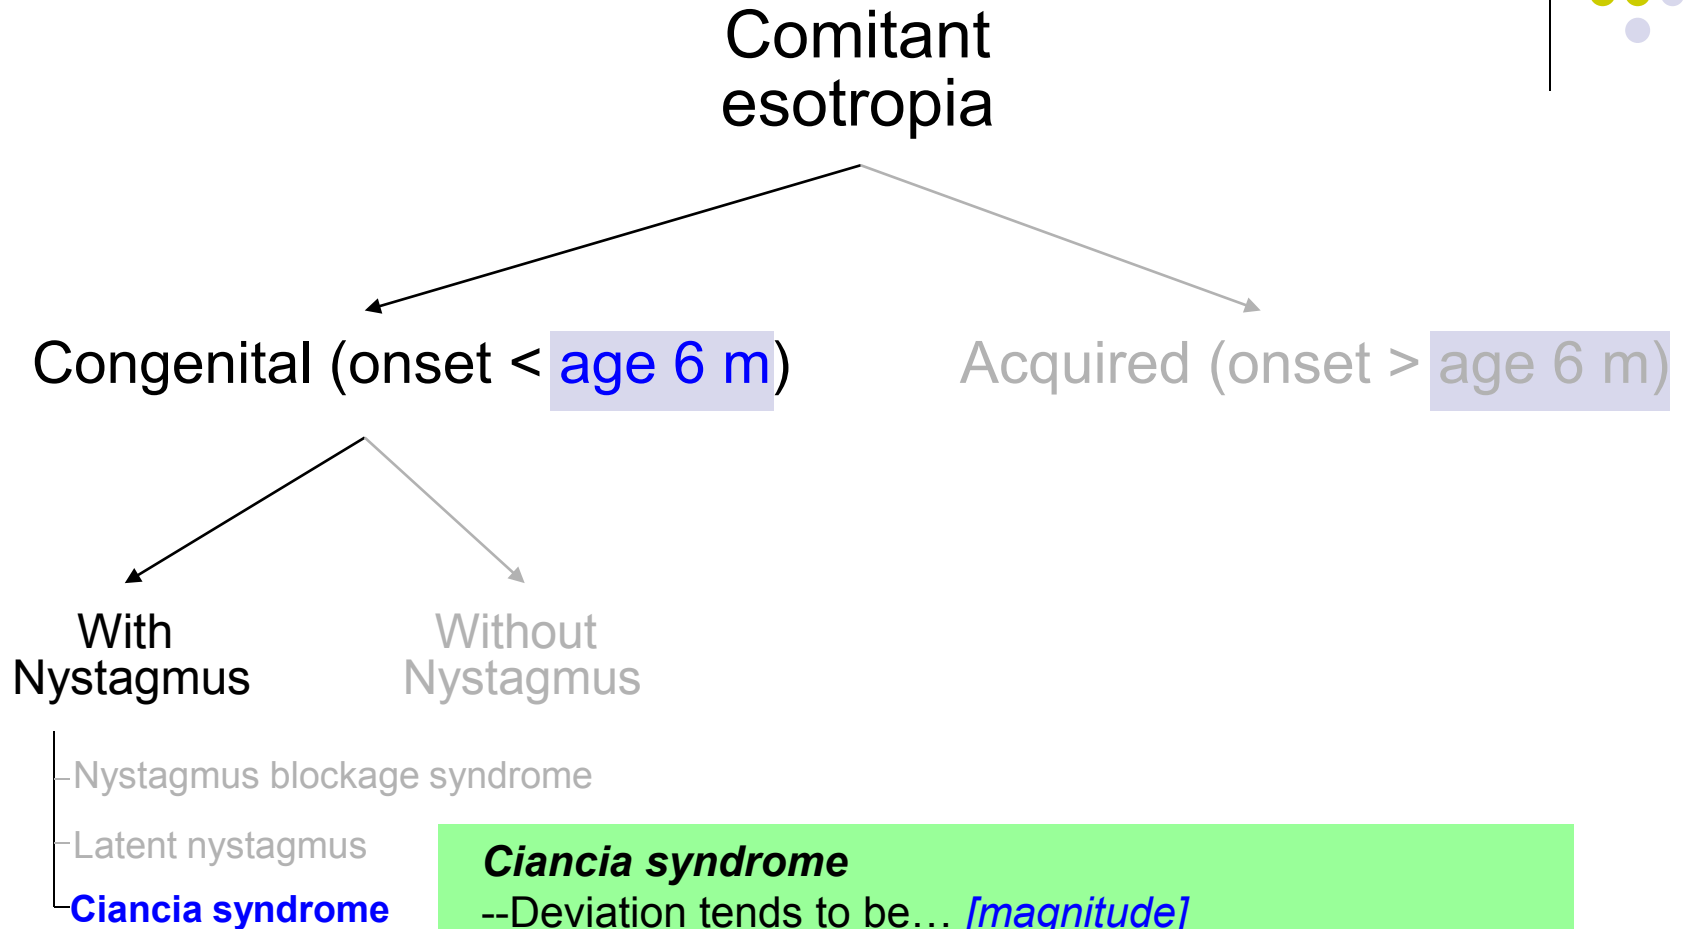 Comitant
esotropia
Congenital (onset < age 6 m)
Acquired (onset > age 6 m)
With
Nystagmus
Without
Nystagmus
Nystagmus blockage syndrome
Latent nystagmus
Ciancia syndrome
Ciancia syndrome
--Deviation tends to be… [magnitude]